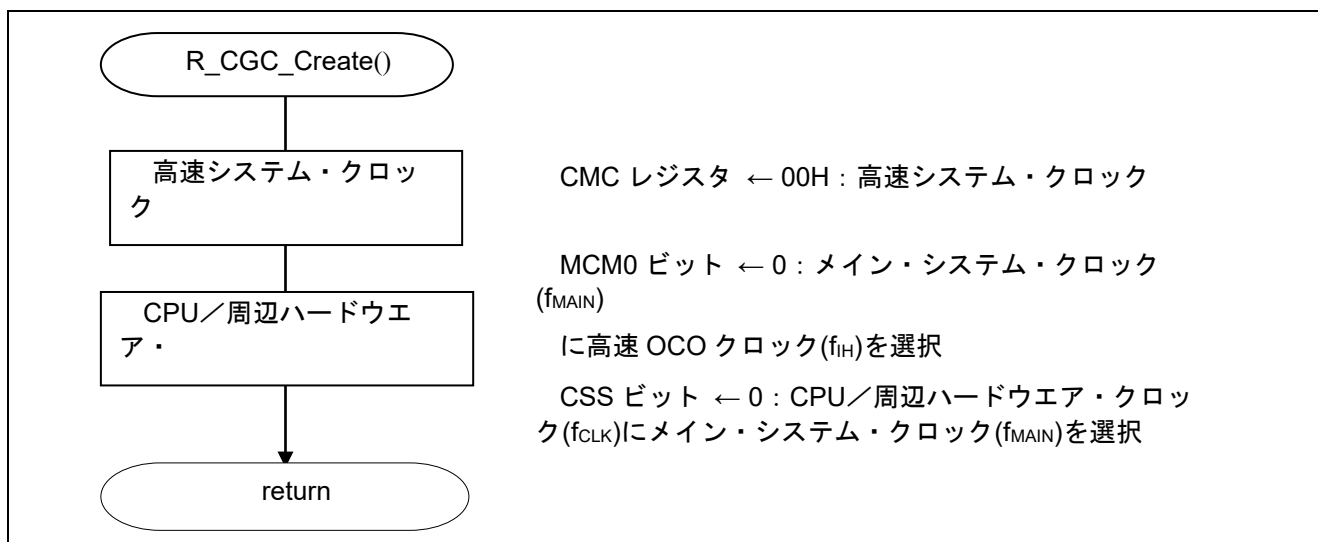 R_CGC_Create()
高速システム・クロッ
ク
CMC レジスタ ← 00H：高速システム・クロック
MCM0 ビット ← 0：メイン・システム・クロック
(fMAIN)
CPU／周辺ハードウエ
ア・
に高速 OCO クロック(fIH)を選択
CSS ビット ← 0：CPU／周辺ハードウエア・クロッ
ク(fCLK)にメイン・システム・クロック(fMAIN)を選択
return